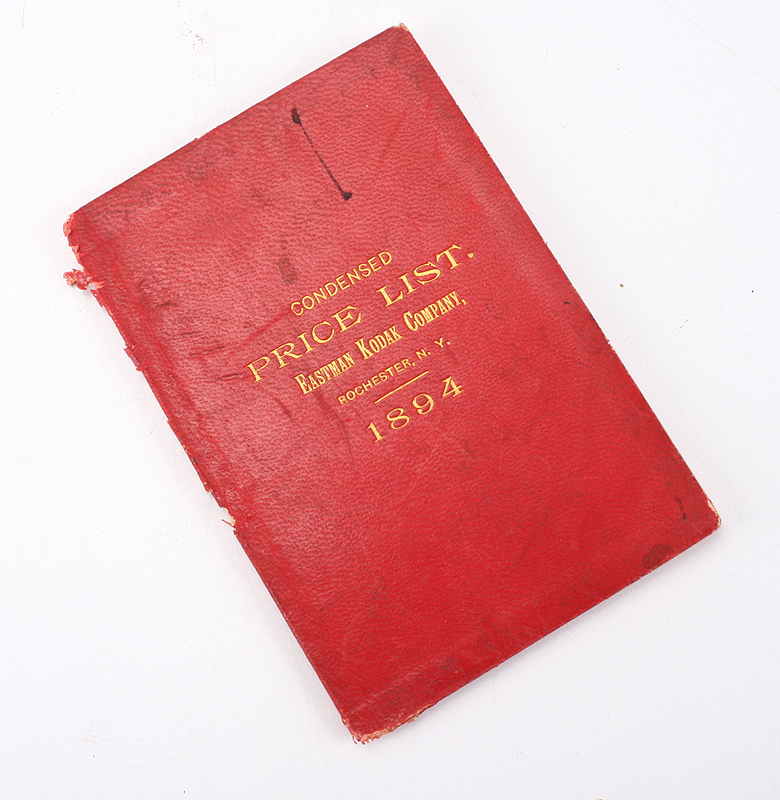 CONDENSED
PRICE LIST.
EASTMAN KODAK COMPANY,
ROCHESTER, N. Y.
1894